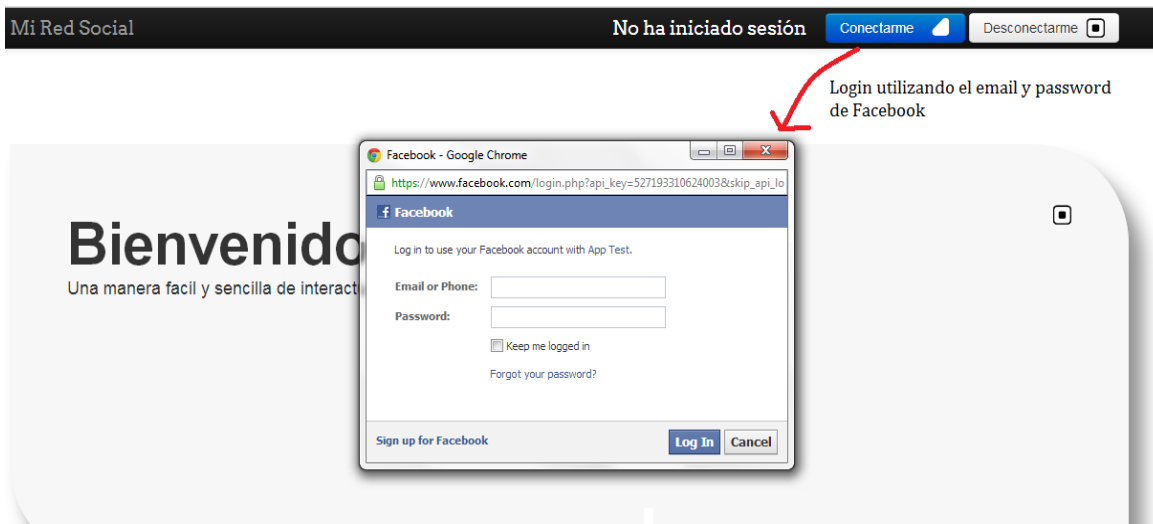 Mi Red Social
No ha iniciado sesión
Conectarme
Desconectarme
Login utilizando el email y password
de Facebook
Facebook - Google Chrome
https://www.facebook.com/login.php?api_key=527193310624003&skip_api_lo
f Facebook
Bienvenido
Log in to use your Facebook account with App Test.
Una manera facil y sencilla de interact
Email or Phone:
Password:
Keep me logged in
Forgot your password?
Sign up for Facebook
Log In
Cancel